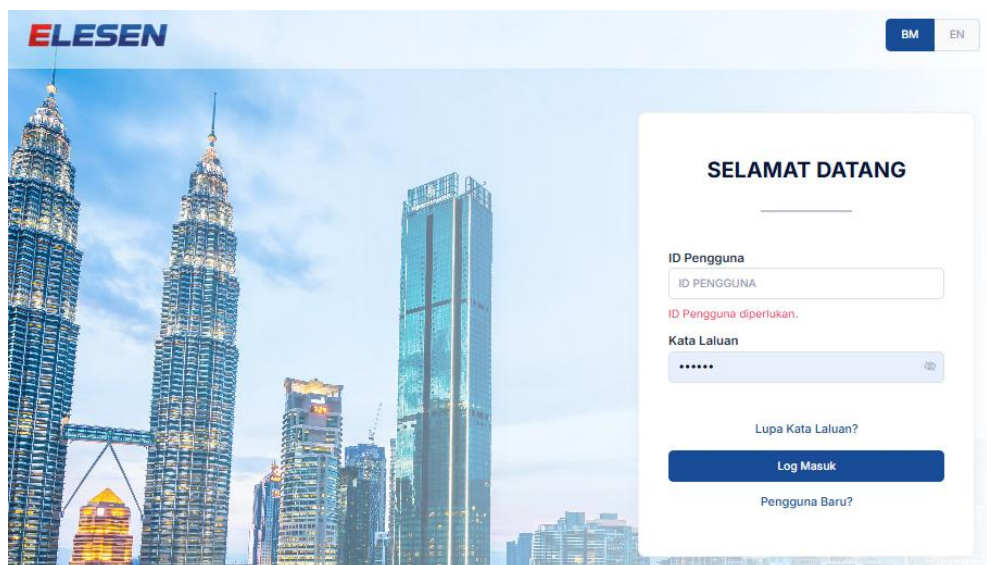 ELESEN
BM EN
SELAMAT DATANG
ID Pengguna
ID PENGGUNA
ID Pengguna diperlukan.
Kata Laluan
••••••
Lupa Kata Laluan?
Log Masuk
Pengguna Baru?